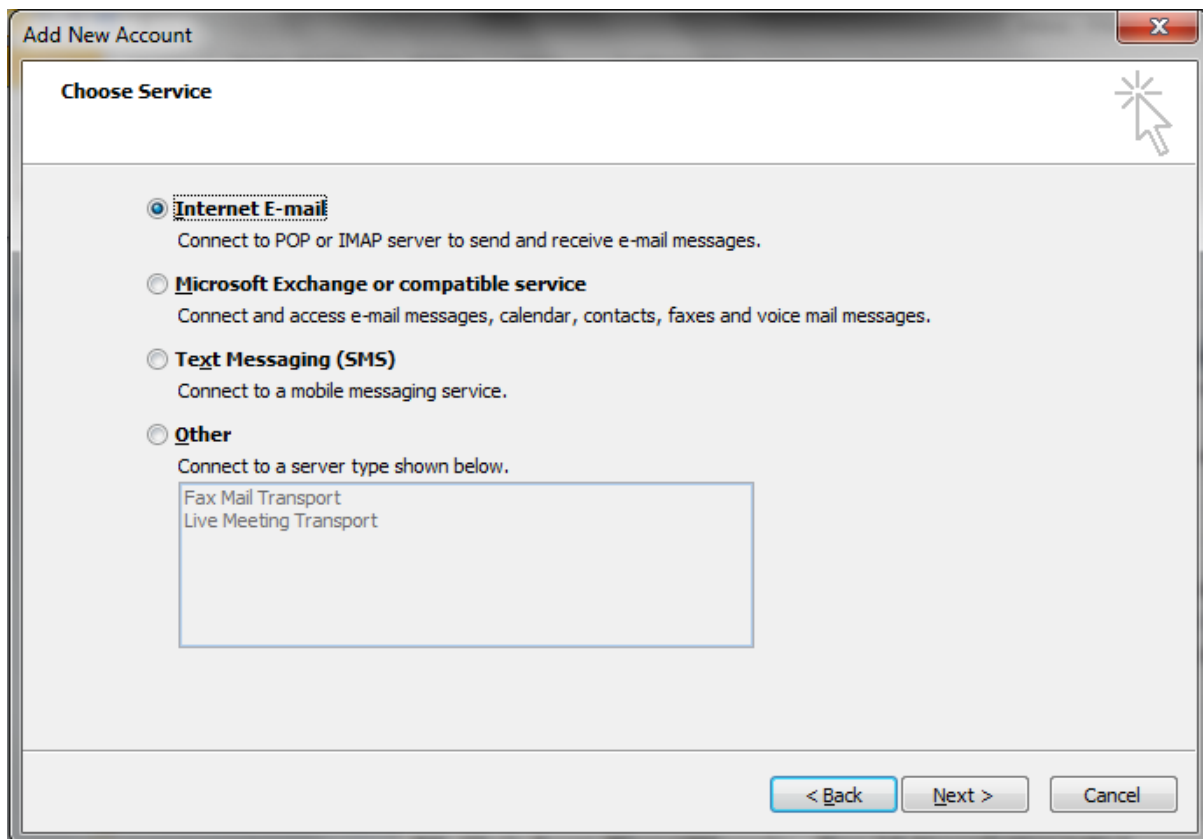 Add New Account
Choose Service
Internet E-mail
Connect to POP or IMAP server to send and receive e-mail messages.
Microsoft Exchange or compatible service
Connect and access e-mail messages, calendar, contacts, faxes and voice mail messages.
Text Messaging (SMS)
Connect to a mobile messaging service.
Other
Connect to a server type shown below.
Fax Mail Transport
Live Meeting Transport
< Back Next > Cancel